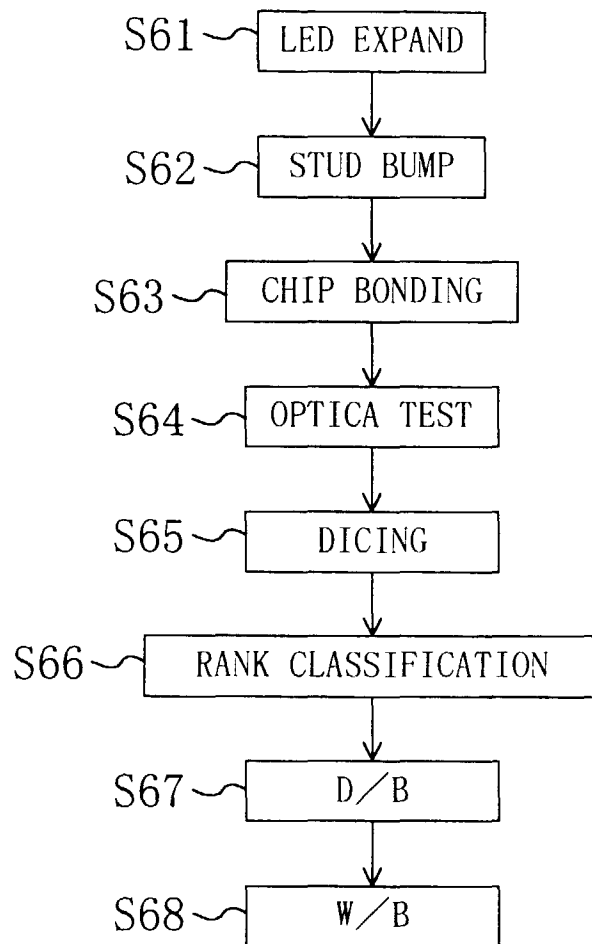 S61 LED EXPAND
S62 STUD BUMP
S63 CHIP BONDING
S64 OPTICA TEST
S65 DICING
S66 RANK CLASSIFICATION
S67 D/B
S68 W/B